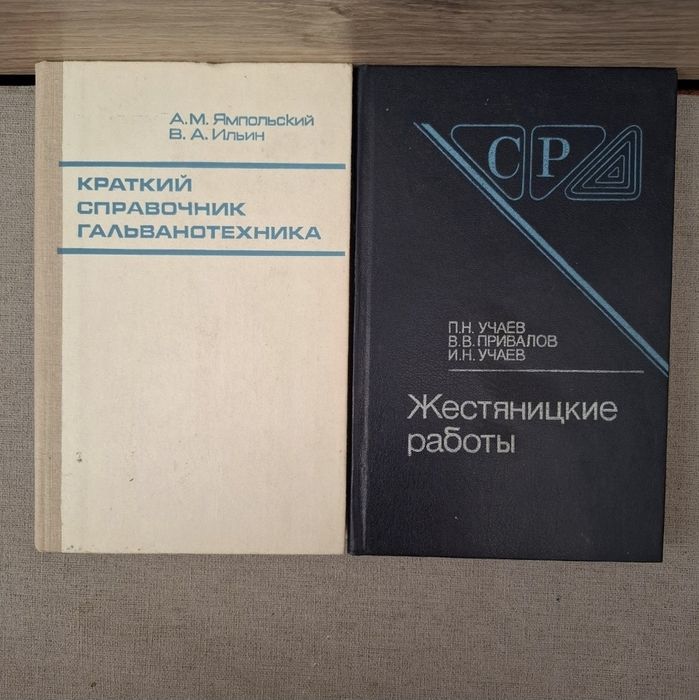 А.М. Ямпольский
В.А. Ильин
КРАТКИЙ
СПРАВОЧНИК
ГАЛЬВАНОТЕХНИКА
СР
П.Н. УЧАЕВ
В.В. ПРИВАЛОВ
И.Н. УЧАЕВ
Жестяницкие
работы